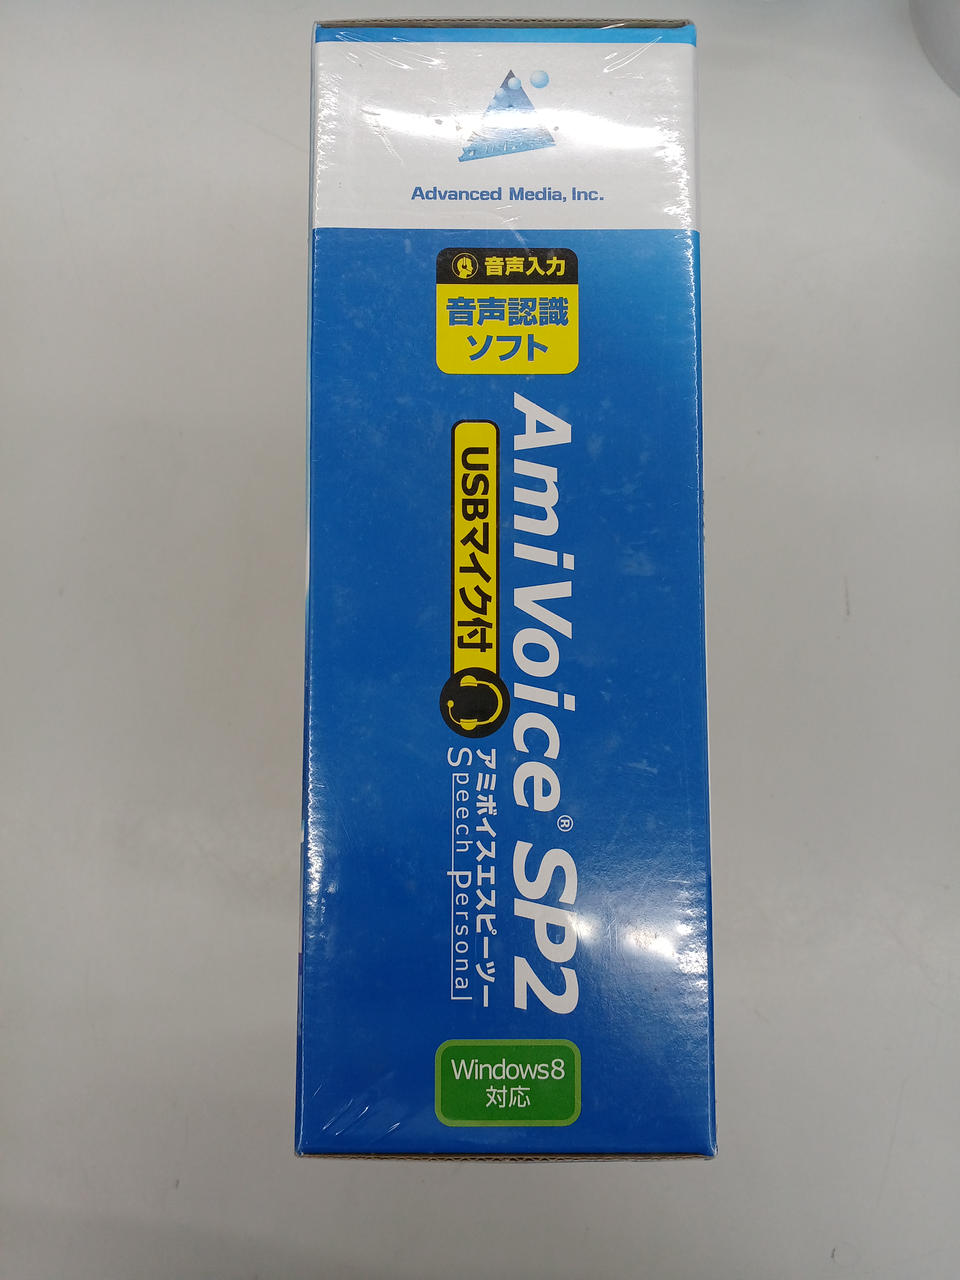 Advanced Media, Inc.
音声入力
音声認識
ソフト
AmiVoice® SP2
USBマイク付
アミボイスエスピーツー
Speech Personal
Windows8
対応